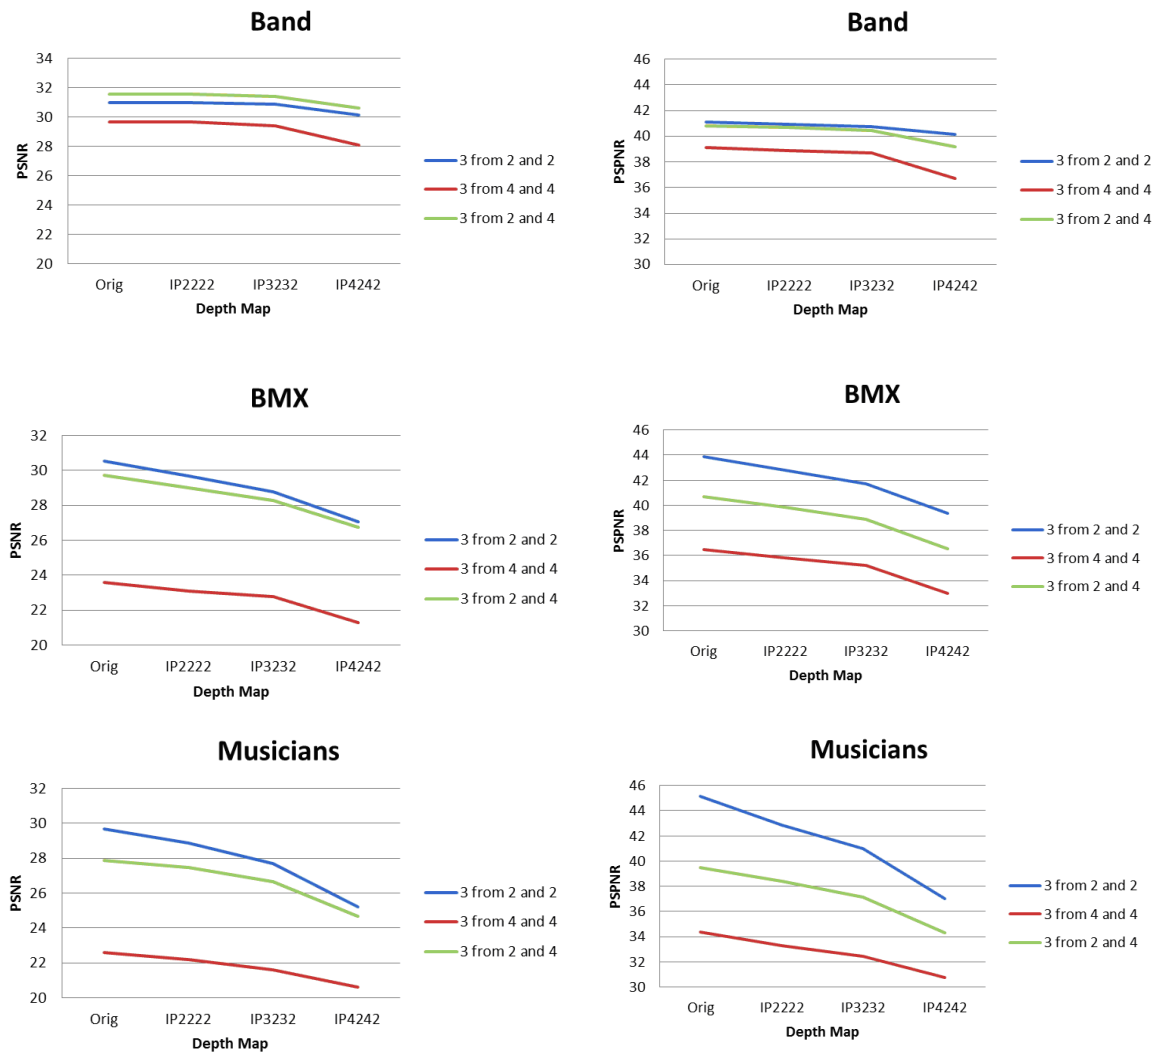 Band
34
32
30
28
26
24
22
20
PSNR
Orig IP2222 IP3232 IP4242
Depth Map
3 from 2 and 2
3 from 4 and 4
3 from 2 and 4
Band
46
44
42
40
38
36
34
32
30
PSPNR
Orig IP2222 IP3232 IP4242
Depth Map
3 from 2 and 2
3 from 4 and 4
3 from 2 and 4
BMX
32
30
28
26
24
22
20
PSNR
Orig IP2222 IP3232 IP4242
Depth Map
3 from 2 and 2
3 from 4 and 4
3 from 2 and 4
BMX
46
44
42
40
38
36
34
32
30
PSPNR
Orig IP2222 IP3232 IP4242
Depth Map
3 from 2 and 2
3 from 4 and 4
3 from 2 and 4
Musicians
32
30
28
26
24
22
20
PSNR
Orig IP2222 IP3232 IP4242
Depth Map
3 from 2 and 2
3 from 4 and 4
3 from 2 and 4
Musicians
46
44
42
40
38
36
34
32
30
PSPNR
Orig IP2222 IP3232 IP4242
Depth Map
3 from 2 and 2
3 from 4 and 4
3 from 2 and 4